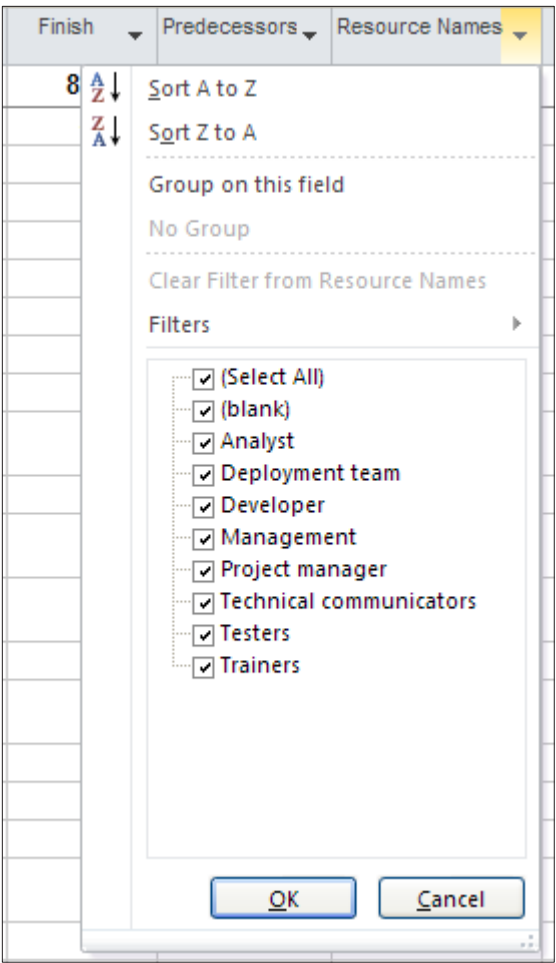 Finish Predecessors Resource Names
8
A Z Sort A to Z
Z A Sort Z to A
Group on this field
No Group
Clear Filter from Resource Names
Filters
(Select All)
(blank)
Analyst
Deployment team
Developer
Management
Project manager
Technical communicators
Testers
Trainers
OK Cancel